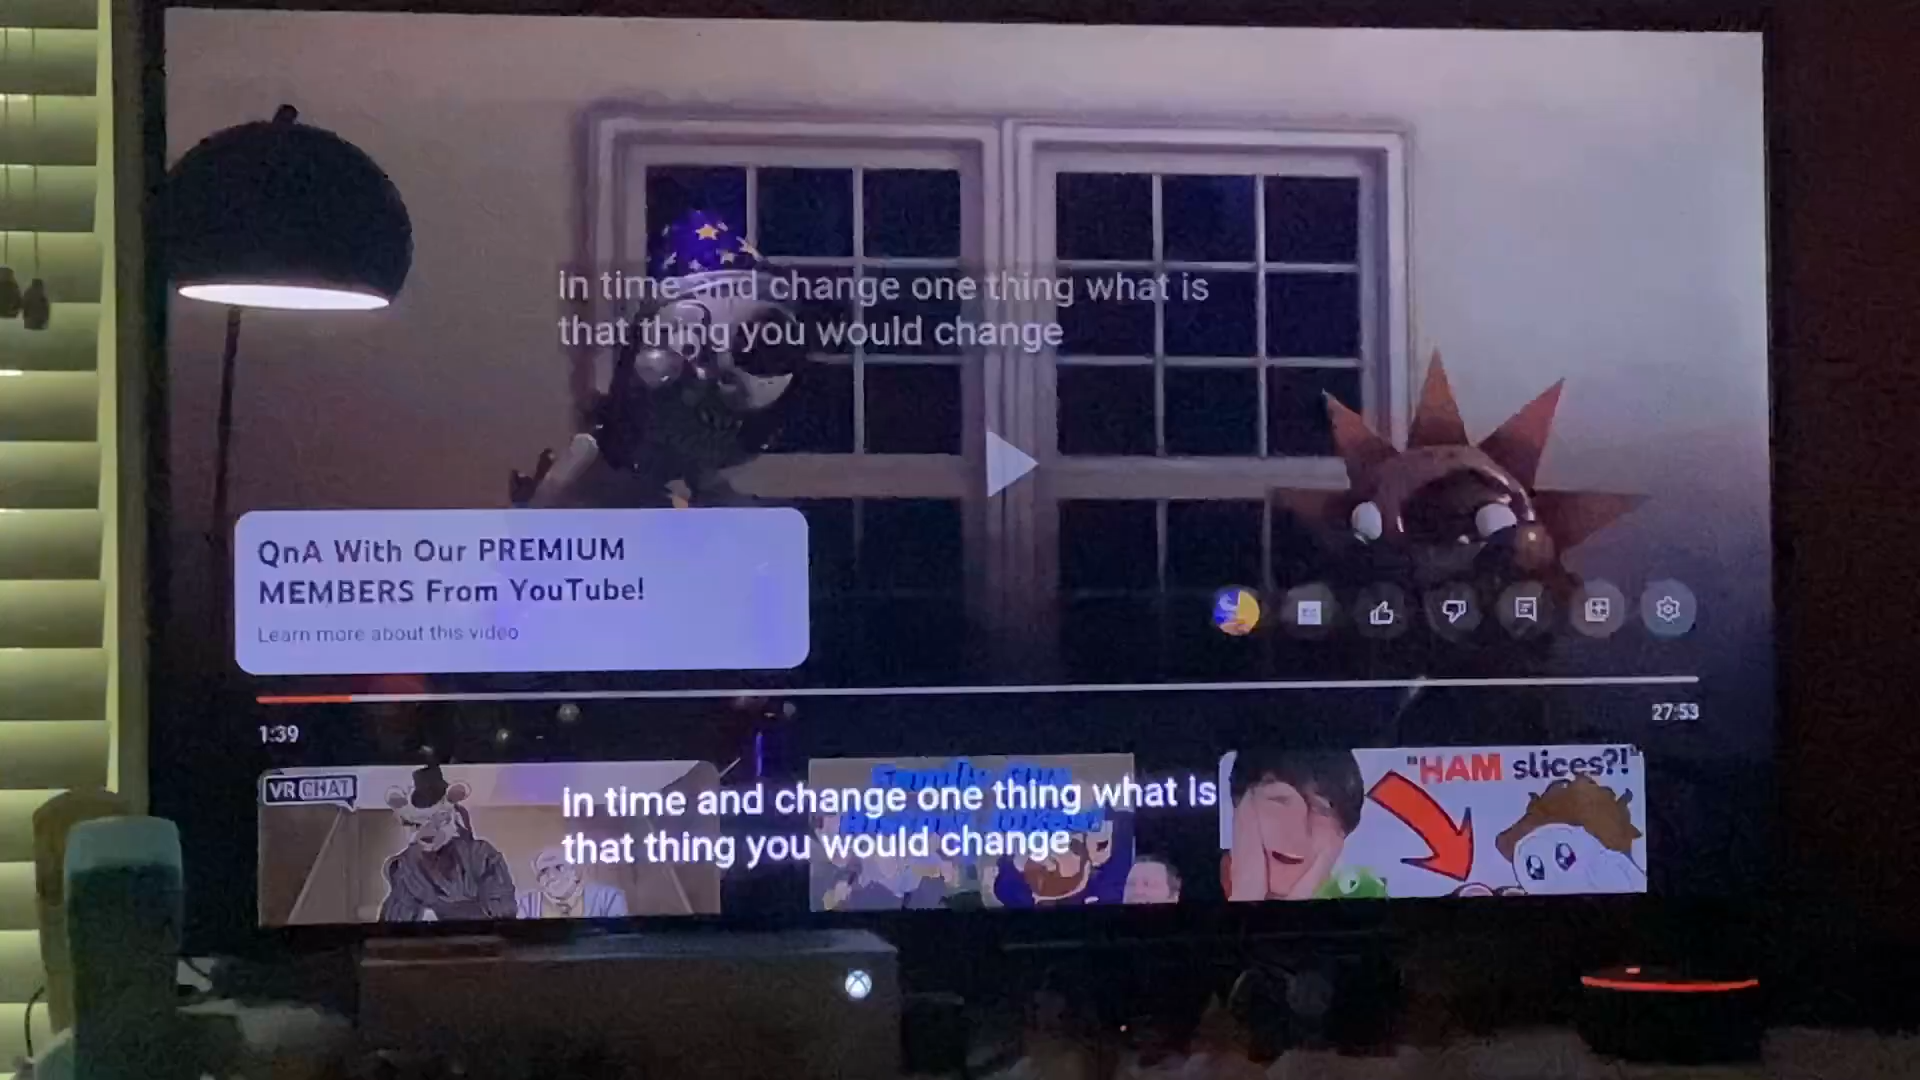 in time and change one thing what is
that thing you would change
QnA With Our PREMIUM
MEMBERS From YouTube!
Learn more about this video
1:39
27:53
VR CHAT
"HAM slices?!"
Family Guy
in time and change one thing what is
that thing you would change